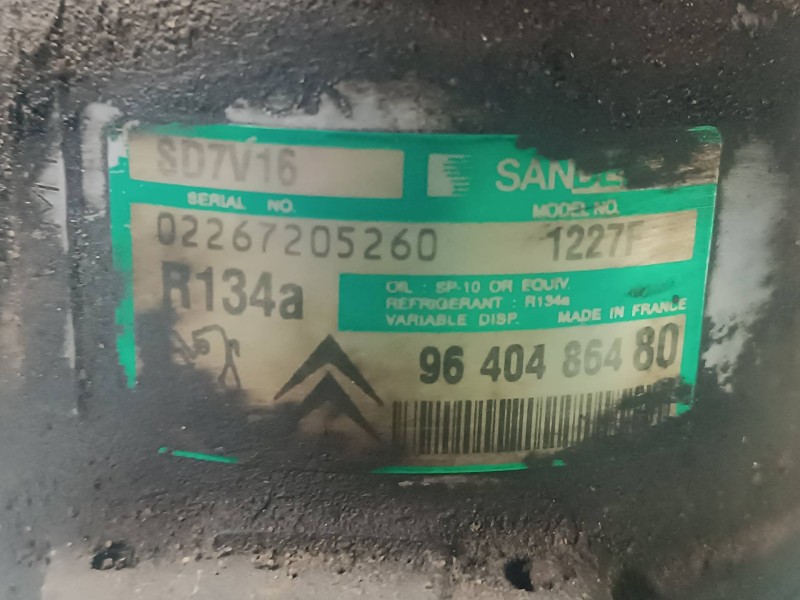 SD7V16
SERIAL NO.
MODEL NO.
02267205260 1227F
R134a
OIL : SP-10 OR EQUIV.
REFRIGERANT : R134a
VARIABLE DISP. MADE IN FRANCE
96 404 864 80